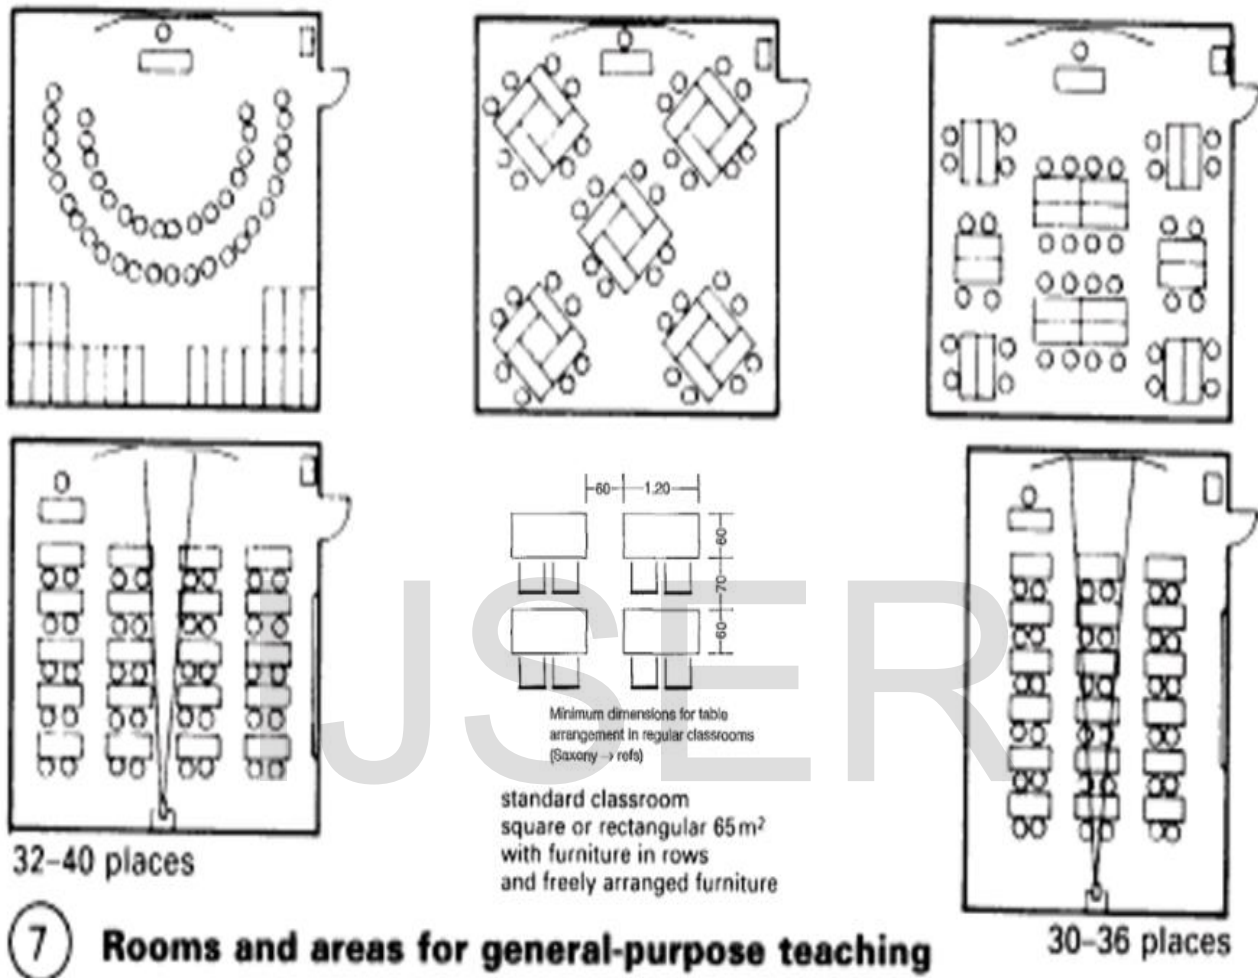 60
1.20
60
70
60
Minimum dimensions for table
arrangement in regular classrooms
(Saxony → refs)
standard classroom
square or rectangular 65 m²
with furniture in rows
and freely arranged furniture
32–40 places
30–36 places
7 Rooms and areas for general-purpose teaching
IJSER